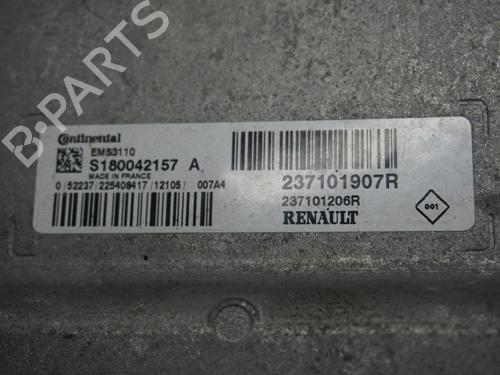 Continental
EMS3110
S180042157 A
MADE IN FRANCE
0 52237/225408417/12105/ 007A4
237101907R
237101206R
RENAULT
001
B-PARTS